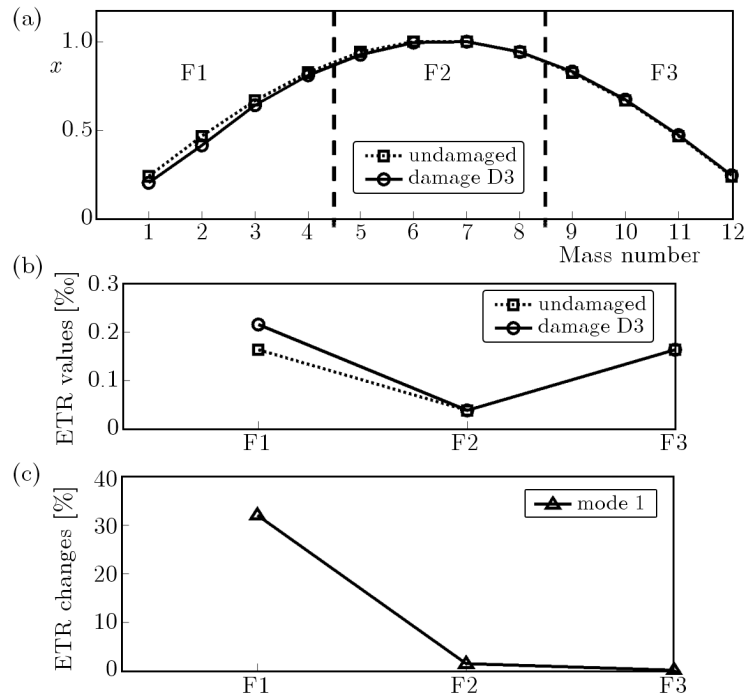 (a)
1.0
x
0.5
0
F1
F2
F3
undamaged
damage D3
1 2 3 4 5 6 7 8 9 10 11 12
Mass number
(b)
ETR values [‰]
0.3
0.2
0.1
0
undamaged
damage D3
F1 F2 F3
(c)
ETR changes [%]
40
30
20
10
0
mode 1
F1 F2 F3